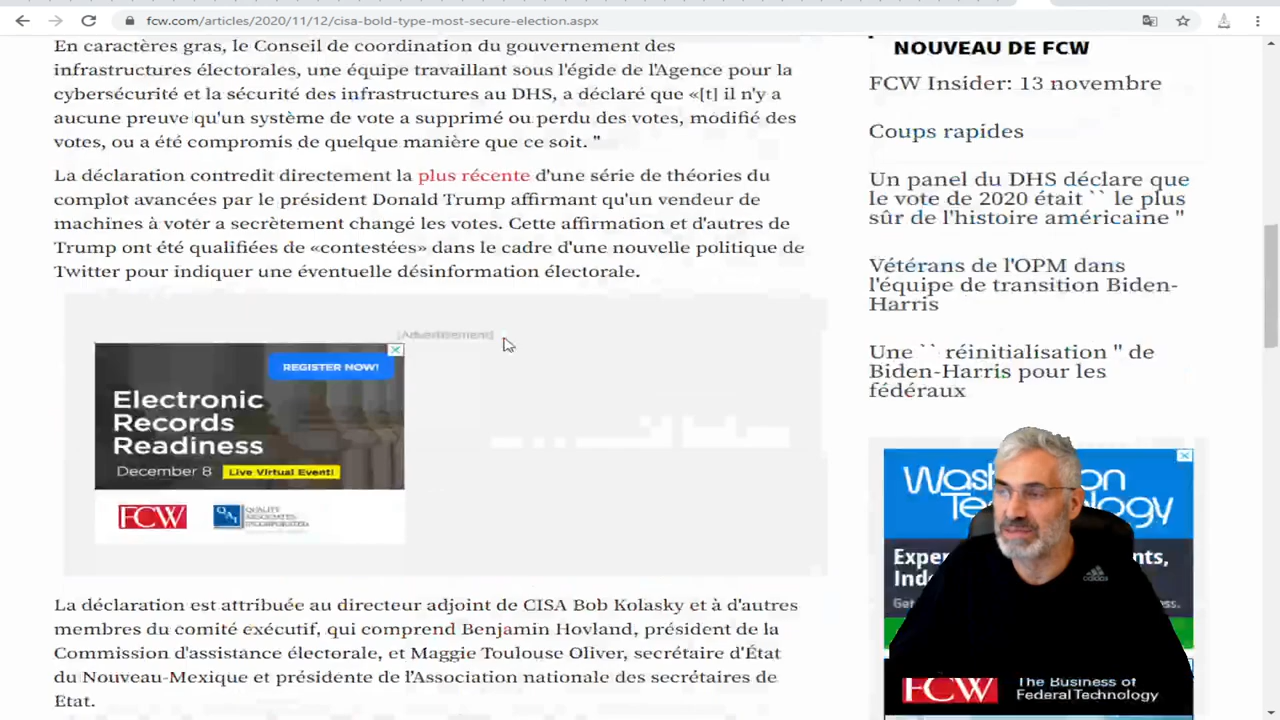 fcw.com/articles/2020/11/12/cisa-bold-type-most-secure-election.aspx
En caractères gras, le Conseil de coordination du gouvernement des
infrastructures électorales, une équipe travaillant sous l'égide de l'Agence pour la
cybersécurité et la sécurité des infrastructures au DHS, a déclaré que «[t] il n'y a
aucune preuve qu'un système de vote a supprimé ou perdu des votes, modifié des
votes, ou a été compromis de quelque manière que ce soit. "
La déclaration contredit directement la plus récente d'une série de théories du
complot avancées par le président Donald Trump affirmant qu'un vendeur de
machines à voter a secrètement changé les votes. Cette affirmation et d'autres de
Trump ont été qualifiées de «contestées» dans le cadre d'une nouvelle politique de
Twitter pour indiquer une éventuelle désinformation électorale.
[Advertisement]
REGISTER NOW!
Electronic
Records
Readiness
December 8 Live Virtual Event!
FCW QAI QUALITY
ASSOCIATES
INCORPORATED
La déclaration est attribuée au directeur adjoint de CISA Bob Kolasky et à d'autres
membres du comité exécutif, qui comprend Benjamin Hovland, président de la
Commission d'assistance électorale, et Maggie Toulouse Oliver, secrétaire d'État
du Nouveau-Mexique et présidente de l'Association nationale des secrétaires de
Etat.
NOUVEAU DE FCW
FCW Insider: 13 novembre
Coups rapides
Un panel du DHS déclare que
le vote de 2020 était `` le plus
sûr de l'histoire américaine ''
Vétérans de l'OPM dans
l'équipe de transition Biden-
Harris
Une `` réinitialisation '' de
Biden-Harris pour les
fédéraux
adidas
FCW The Business of
Federal Technology